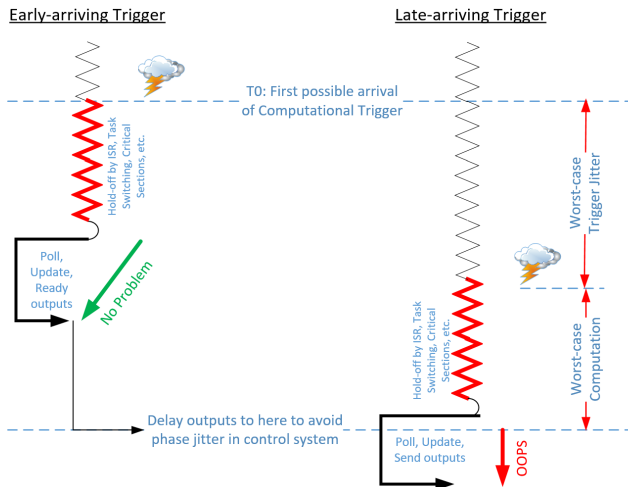 Early-arriving Trigger
Late-arriving Trigger
T0: First possible arrival
of Computational Trigger
Hold-off by ISR, Task
Switching, Critical
Sections, etc.
Worst-case
Trigger Jitter
Poll,
Update,
Ready
outputs
No Problem
Hold-off by ISR, Task
Switching, Critical
Sections, etc.
Worst-case
Computation
Delay outputs to here to avoid
phase jitter in control system
Poll, Update,
Send outputs
OOPS